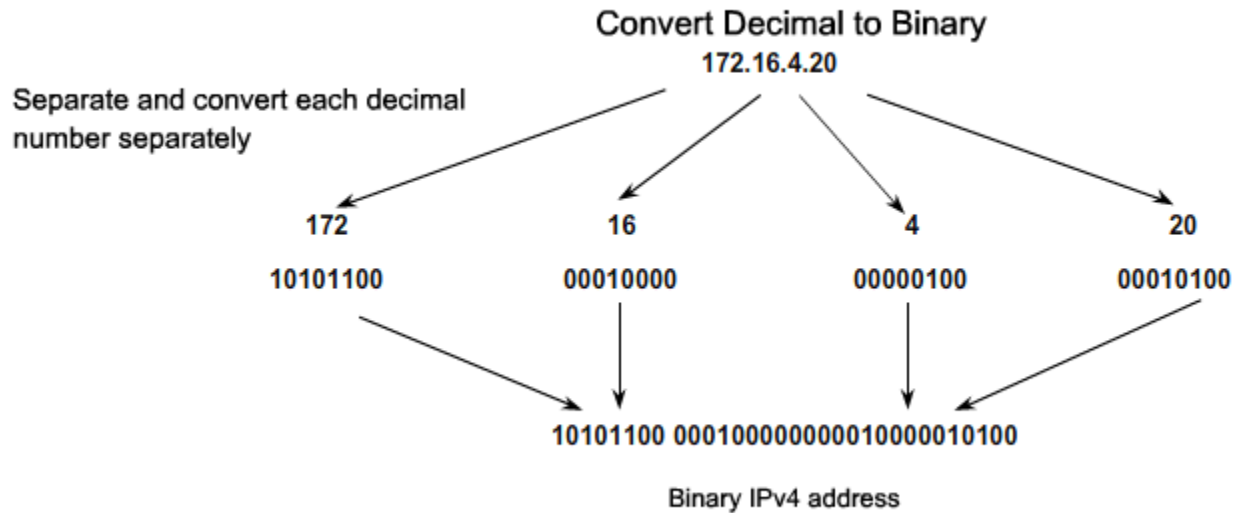 Convert Decimal to Binary
172.16.4.20
Separate and convert each decimal
number separately
172 16 4 20
10101100 00010000 00000100 00010100
10101100 000100000000010000010100
Binary IPv4 address